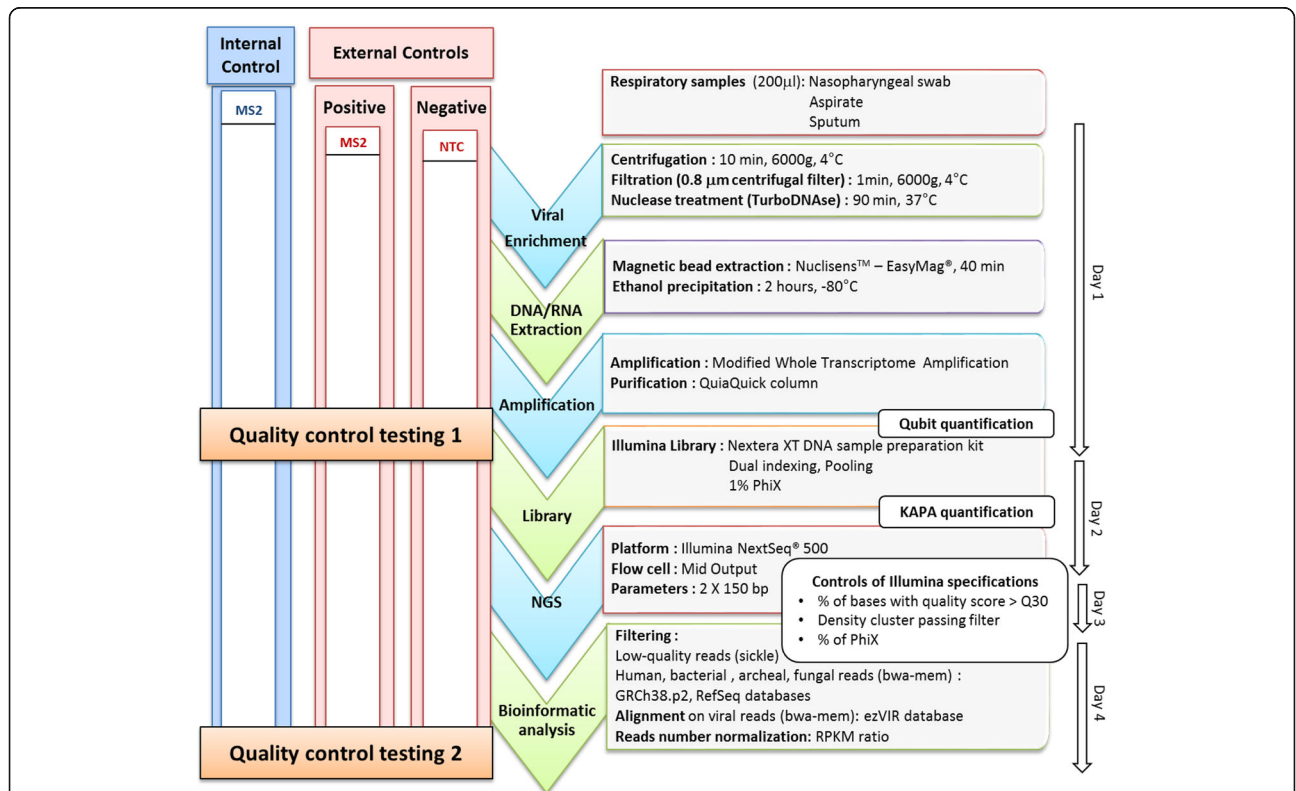 Internal
Control
External Controls
MS2
Positive
Negative
MS2
NTC
Respiratory samples (200µl): Nasopharyngeal swab
Aspirate
Sputum
Viral
Enrichment
Centrifugation : 10 min, 6000g, 4°C
Filtration (0.8 µm centrifugal filter) : 1min, 6000g, 4°C
Nuclease treatment (TurboDNAse) : 90 min, 37°C
DNA/RNA
Extraction
Magnetic bead extraction : Nuclisens™ – EasyMag®, 40 min
Ethanol precipitation : 2 hours, -80°C
Day 1
Amplification
Amplification : Modified Whole Transcriptome Amplification
Purification : QuiaQuick column
Qubit quantification
Quality control testing 1
Library
Illumina Library : Nextera XT DNA sample preparation kit
Dual indexing, Pooling
1% PhiX
KAPA quantification
Day 2
NGS
Platform : Illumina NextSeq® 500
Flow cell : Mid Output
Parameters : 2 X 150 bp
Controls of Illumina specifications
• % of bases with quality score > Q30
• Density cluster passing filter
• % of PhiX
Day 3
Bioinformatic
analysis
Filtering :
Low-quality reads (sickle)
Human, bacterial , archeal, fungal reads (bwa-mem) :
GRCh38.p2, RefSeq databases
Alignment on viral reads (bwa-mem): ezVIR database
Reads number normalization: RPKM ratio
Day 4
Quality control testing 2